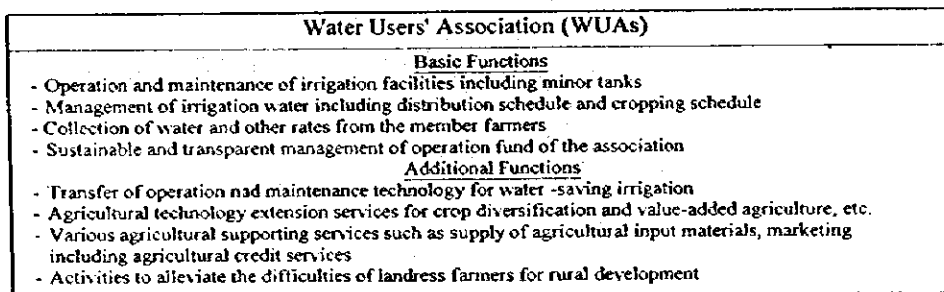 Water Users' Association (WUAs)
Basic Functions
- Operation and maintenance of irrigation facilities including minor tanks
- Management of irrigation water including distribution schedule and cropping schedule
- Collection of water and other rates from the member farmers
- Sustainable and transparent management of operation fund of the association
Additional Functions
- Transfer of operation nad maintenance technology for water -saving irrigation
- Agricultural technology extension services for crop diversification and value-added agriculture, etc.
- Various agricultural supporting services such as supply of agricultural input materials, marketing
including agricultural credit services
- Activities to alleviate the difficulties of landress farmers for rural development